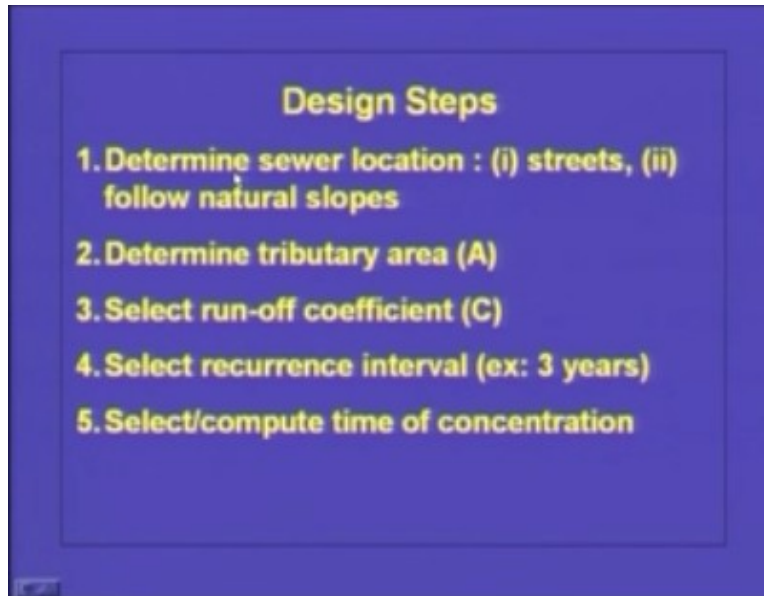 Design Steps
1. Determine sewer location : (i) streets, (ii)
follow natural slopes
2. Determine tributary area (A)
3. Select run-off coefficient (C)
4. Select recurrence interval (ex: 3 years)
5. Select/compute time of concentration